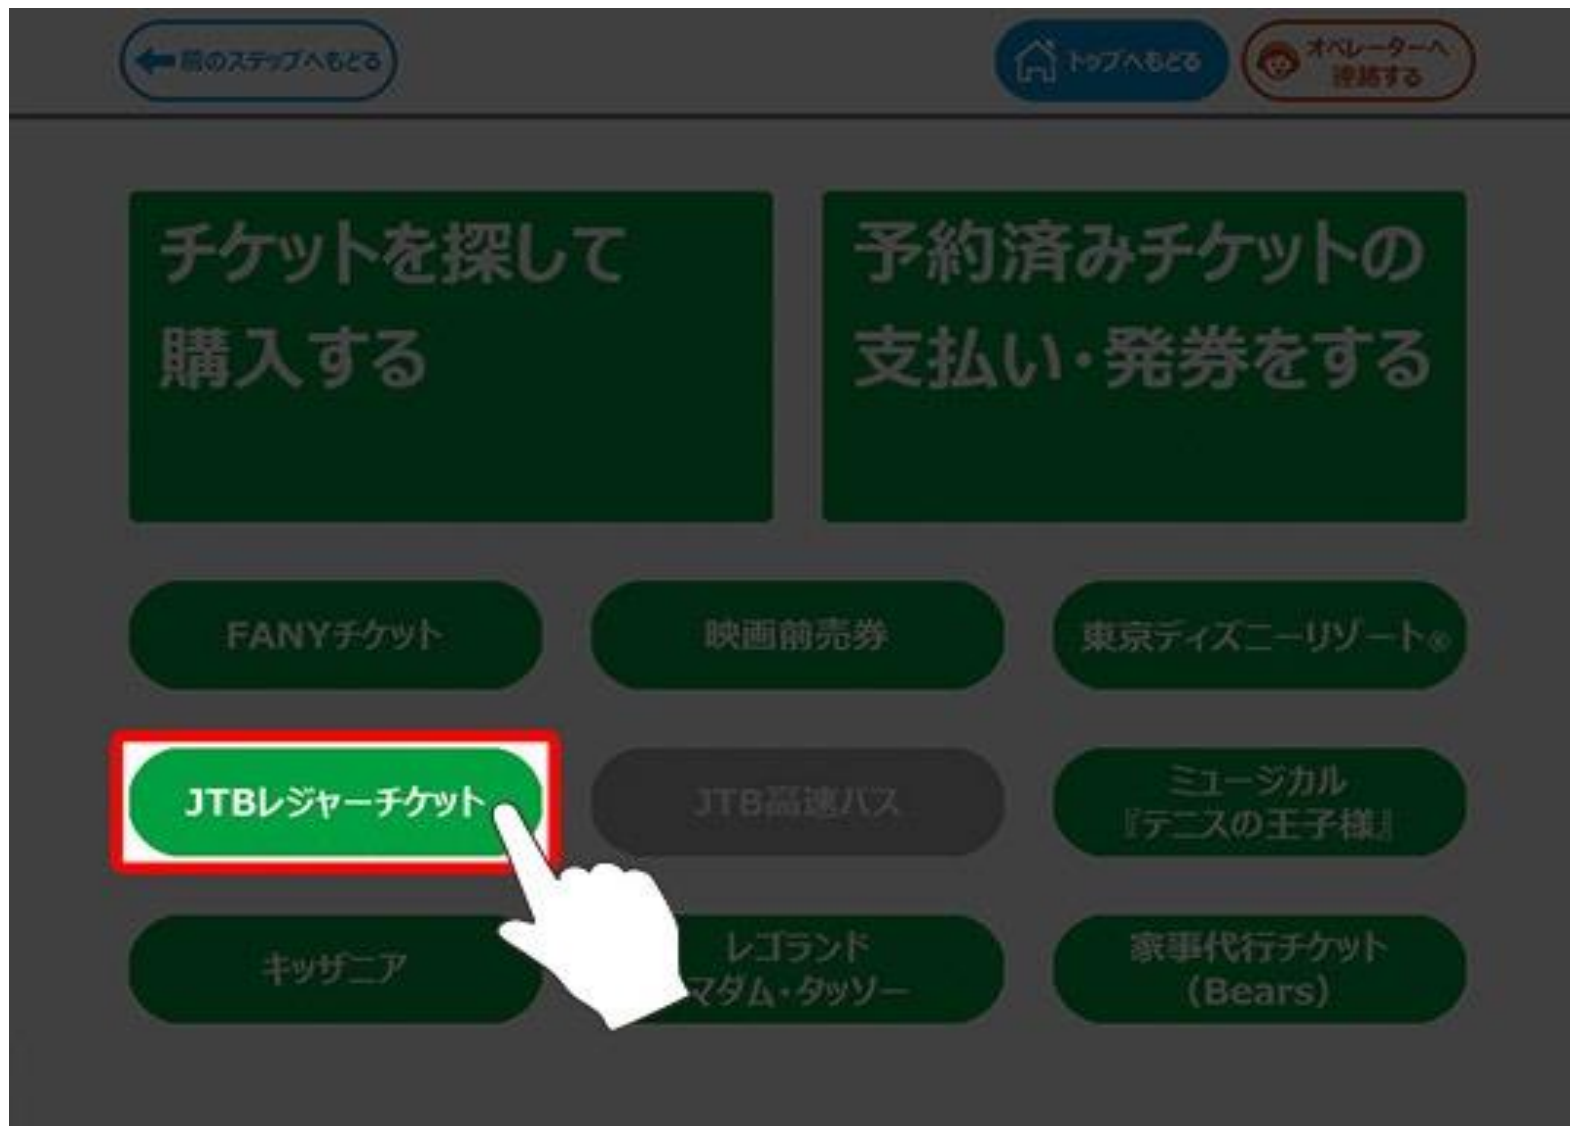 前のステップへもどる
トップへもどる
オペレーターへ
連絡する
チケットを探して
購入する
予約済みチケットの
支払い・発券をする
FANYチケット
映画前売券
東京ディズニーリゾート®
JTBレジャーチケット
JTB高速バス
ミュージカル
『テニスの王子様』
キッザニア
レゴランド
マダム・タッソー
家事代行チケット
(Bears)